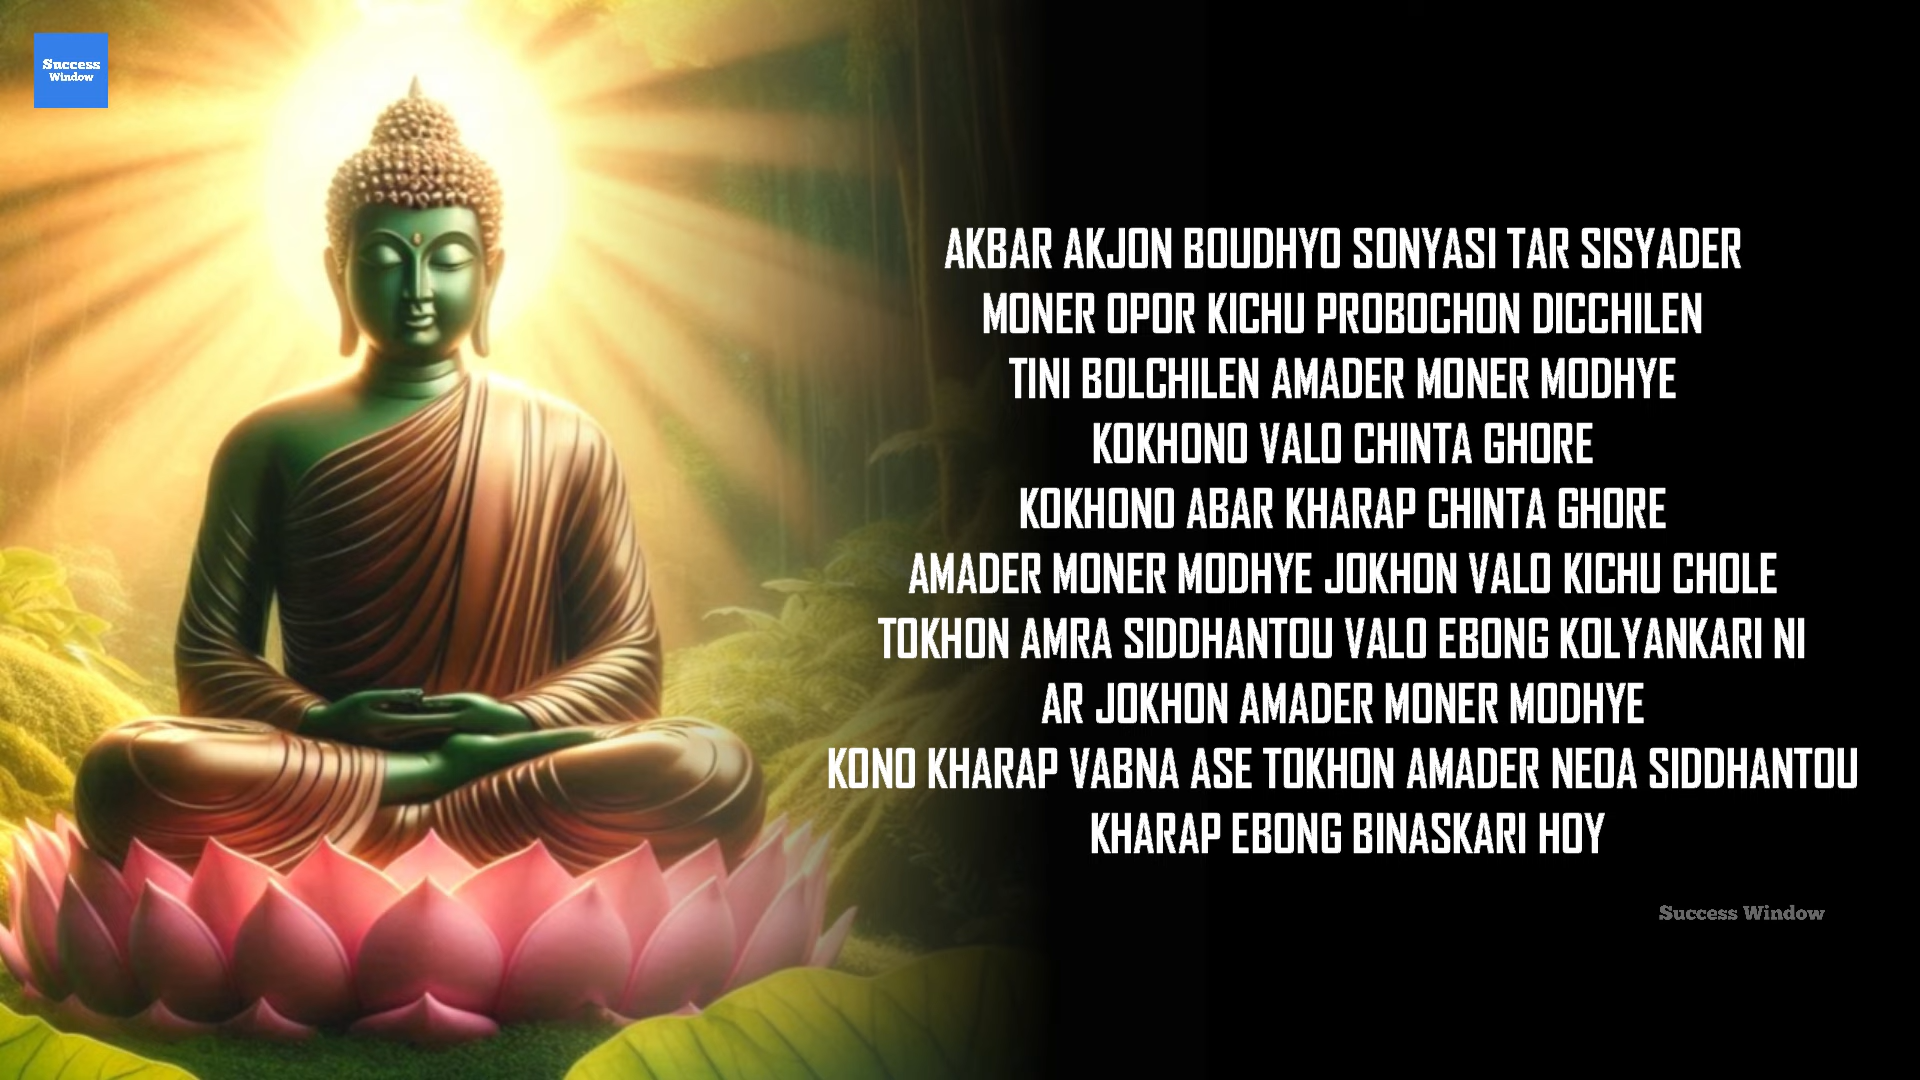 Success
Window
AKBAR AKJON BOUDHYO SONYASI TAR SISYADER
MONER OPOR KICHU PROBOCHON DICCHILEN
TINI BOLCHILEN AMADER MONER MODHYE
KOKHONO VALO CHINTA GHORE
KOKHONO ABAR KHARAP CHINTA GHORE
AMADER MONER MODHYE JOKHON VALO KICHU CHOLE
TOKHON AMRA SIDDHANTOU VALO EBONG KOLYANKARI NI
AR JOKHON AMADER MONER MODHYE
KONO KHARAP VABNA ASE TOKHON AMADER NEOA SIDDHANTOU
KHARAP EBONG BINASKARI HOY
Success Window